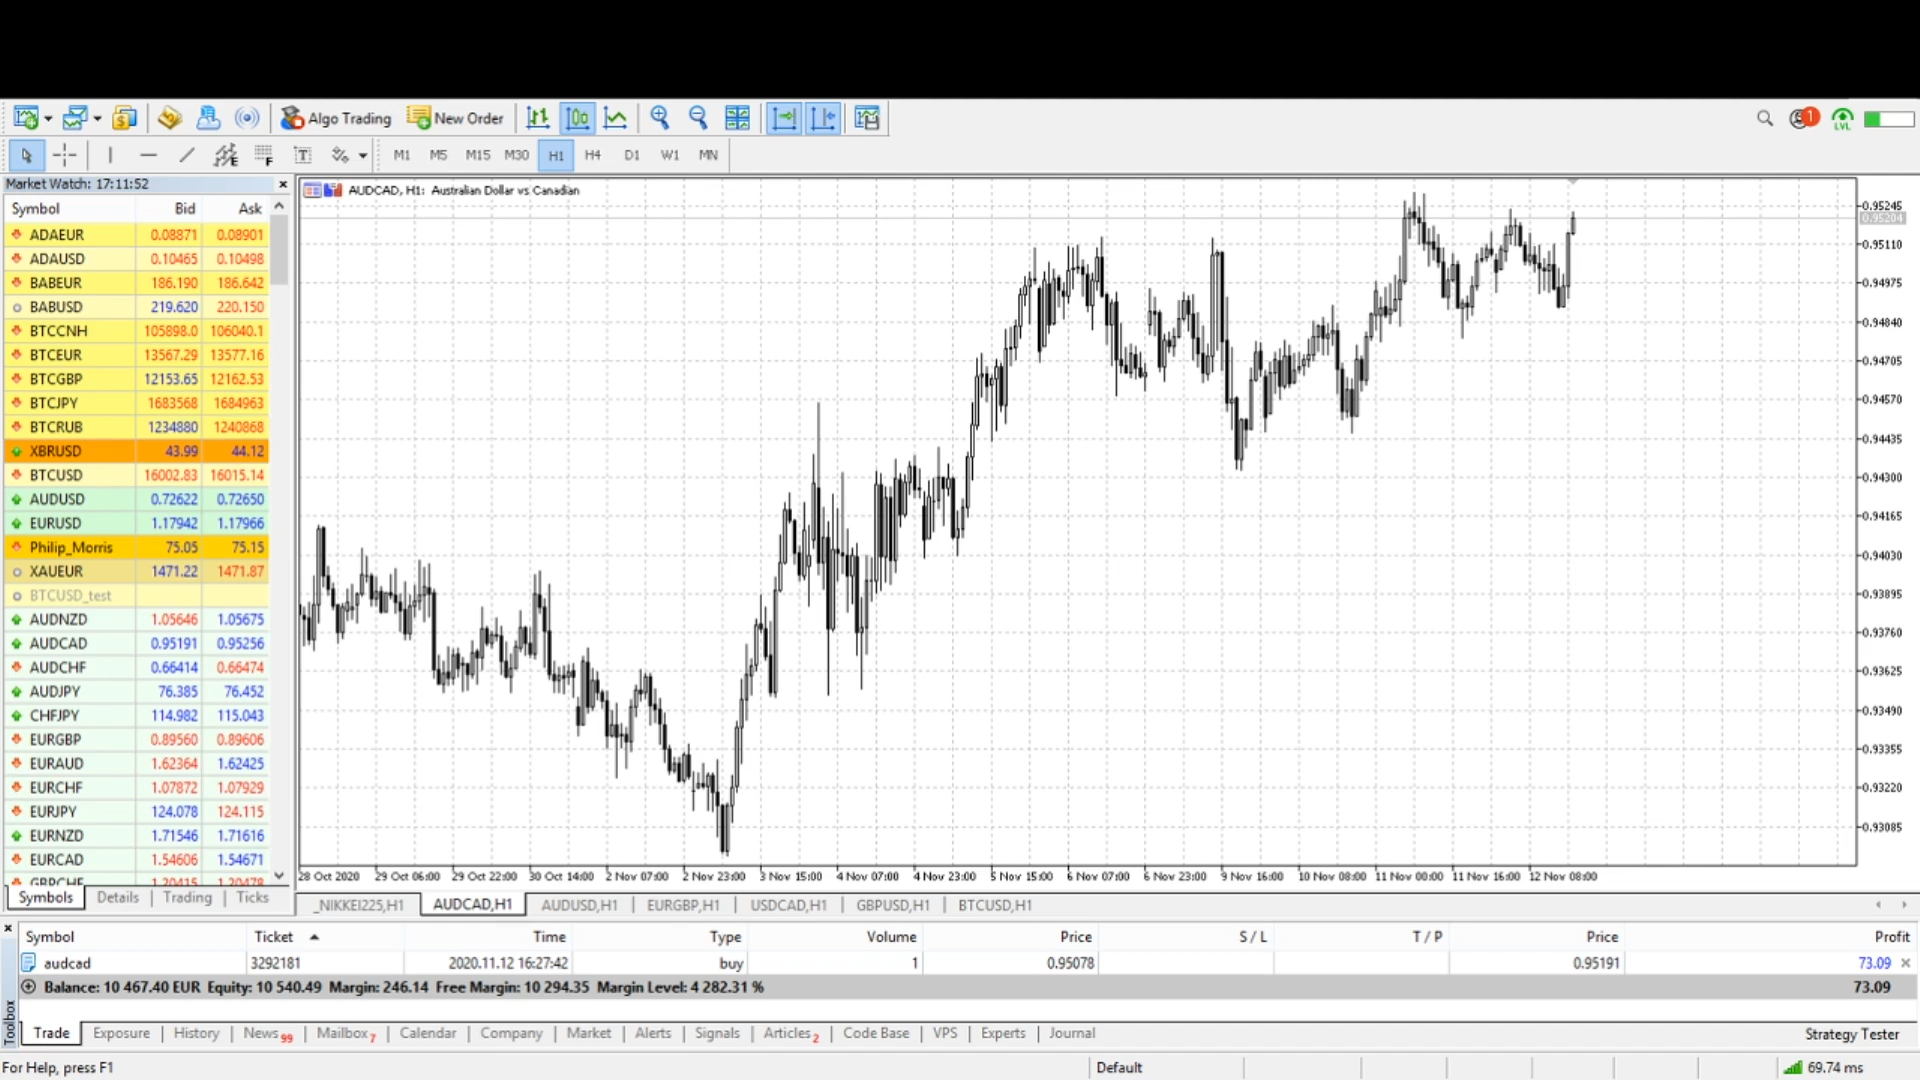 Algo Trading New Order 1 LVL
E F T M1 M5 M15 M30 H1 H4 D1 W1 MN
Market Watch: 17:11:52
Symbol Bid Ask
ADAEUR 0.08871 0.08901
ADAUSD 0.10465 0.10498
BABEUR 186.190 186.642
BABUSD 219.620 220.150
BTCCNH 105898.0 106040.1
BTCEUR 13567.29 13577.16
BTCGBP 12153.65 12162.53
BTCJPY 1683568 1684963
BTCRUB 1234880 1240868
XBRUSD 43.99 44.12
BTCUSD 16002.83 16015.14
AUDUSD 0.72622 0.72650
EURUSD 1.17942 1.17966
Philip_Morris 75.05 75.15
XAUEUR 1471.22 1471.87
BTCUSD_test
AUDNZD 1.05646 1.05675
AUDCAD 0.95191 0.95256
AUDCHF 0.66414 0.66474
AUDJPY 76.385 76.452
CHFJPY 114.982 115.043
EURGBP 0.89560 0.89606
EURAUD 1.62364 1.62425
EURCHF 1.07872 1.07929
EURJPY 124.078 124.115
EURNZD 1.71546 1.71616
EURCAD 1.54606 1.54671
GBPCHF 1.20415 1.20478
Symbols Details Trading Ticks
AUDCAD, H1: Australian Dollar vs Canadian
0.95245
0.95204
0.95110
0.94975
0.94840
0.94705
0.94570
0.94435
0.94300
0.94165
0.94030
0.93895
0.93760
0.93625
0.93490
0.93355
0.93220
0.93085
28 Oct 2020 29 Oct 06:00 29 Oct 22:00 30 Oct 14:00 2 Nov 07:00 2 Nov 23:00 3 Nov 15:00 4 Nov 07:00 4 Nov 23:00 5 Nov 15:00 6 Nov 07:00 6 Nov 23:00 9 Nov 16:00 10 Nov 08:00 11 Nov 00:00 11 Nov 16:00 12 Nov 08:00
_NIKKEI225,H1 AUDCAD,H1 AUDUSD,H1 EURGBP,H1 USDCAD,H1 GBPUSD,H1 BTCUSD,H1
Symbol Ticket Time Type Volume Price S / L T / P Price Profit
audcad 3292181 2020.11.12 16:27:42 buy 1 0.95078 0.95191 73.09
Balance: 10 467.40 EUR Equity: 10 540.49 Margin: 246.14 Free Margin: 10 294.35 Margin Level: 4 282.31 % 73.09
Toolbox
Trade Exposure History News 99 Mailbox 7 Calendar Company Market Alerts Signals Articles 2 Code Base VPS Experts Journal Strategy Tester
For Help, press F1 Default 69.74 ms